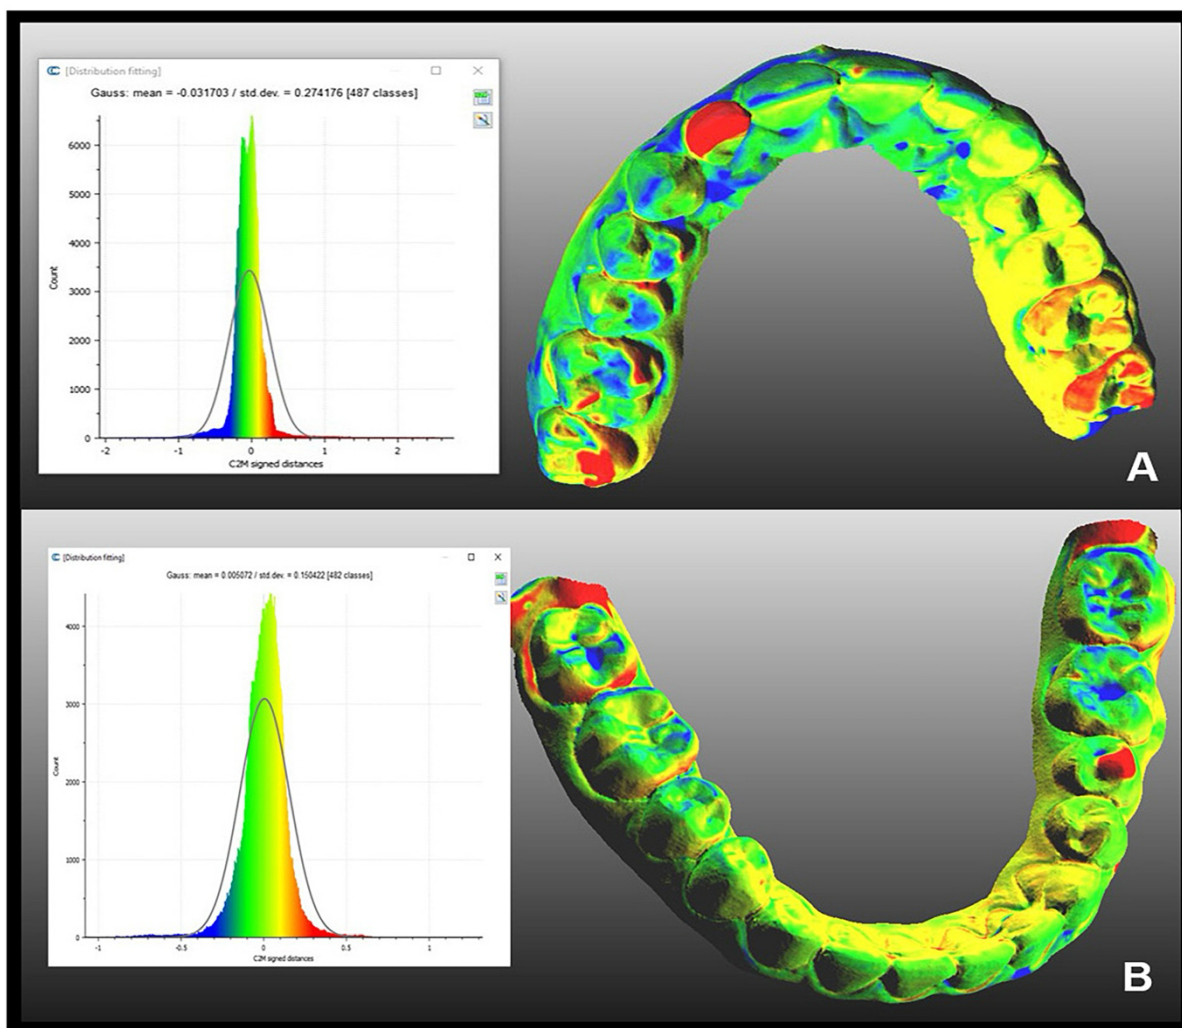 [Distribution fitting]
Gauss: mean = -0.031703 / std.dev. = 0.274176 [487 classes]
6000
5000
4000
3000
2000
1000
0
Count
-2 -1 0 1 2
C2M signed distances
A
[Distribution fitting]
Gauss: mean = 0.005072 / std.dev. = 0.150422 [482 classes]
4000
3000
2000
1000
0
Count
-1 -0.5 0 0.5 1
C2M signed distances
B